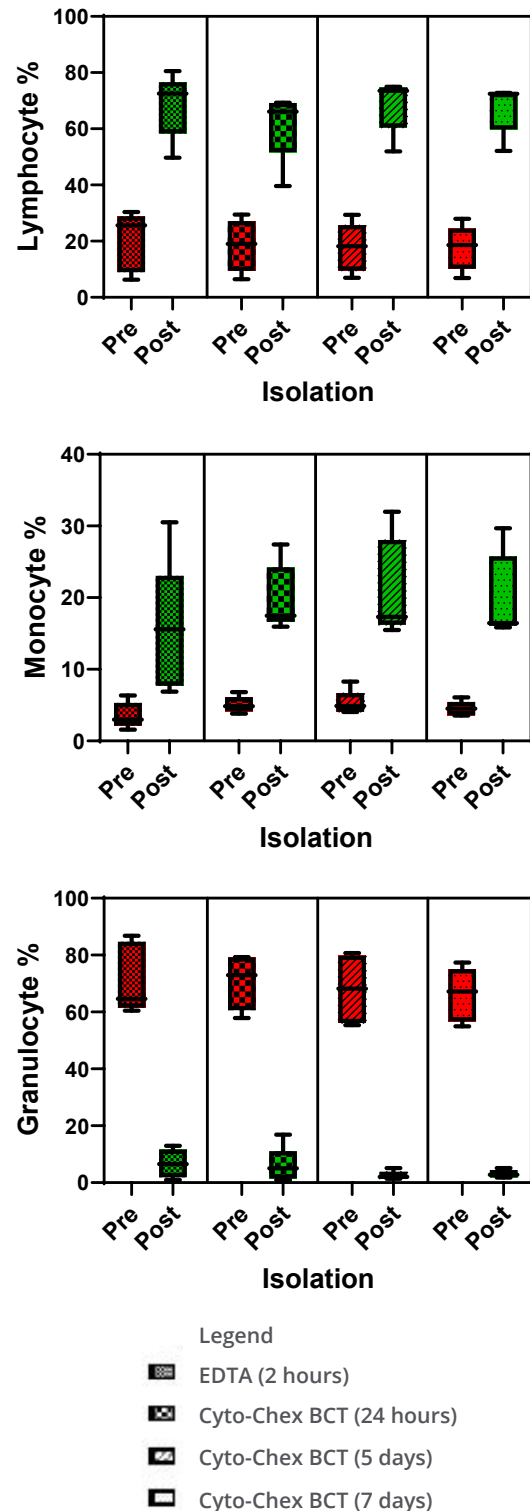 Lymphocyte %
100
80
60
40
20
0
Pre Post Pre Post Pre Post Pre Post
Isolation
Monocyte %
40
30
20
10
0
Pre Post Pre Post Pre Post Pre Post
Isolation
Granulocyte %
100
80
60
40
20
0
Pre Post Pre Post Pre Post Pre Post
Isolation
Legend
EDTA (2 hours)
Cyto-Chex BCT (24 hours)
Cyto-Chex BCT (5 days)
Cyto-Chex BCT (7 days)